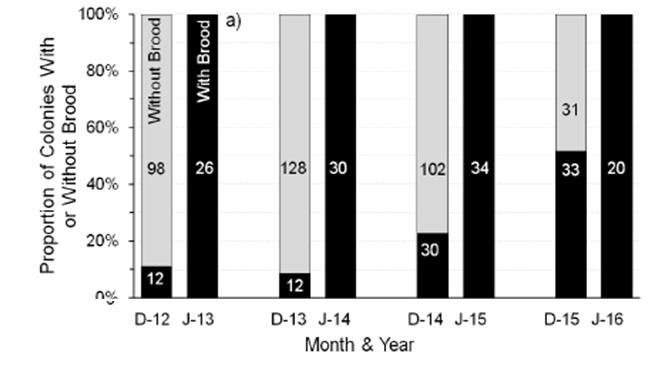 100%
80%
60%
40%
20%
0%
Proportion of Colonies With
or Without Brood
a)
Without Brood
With Brood
98
12
26
128
12
30
102
30
34
31
33
20
D-12 J-13 D-13 J-14 D-14 J-15 D-15 J-16
Month & Year